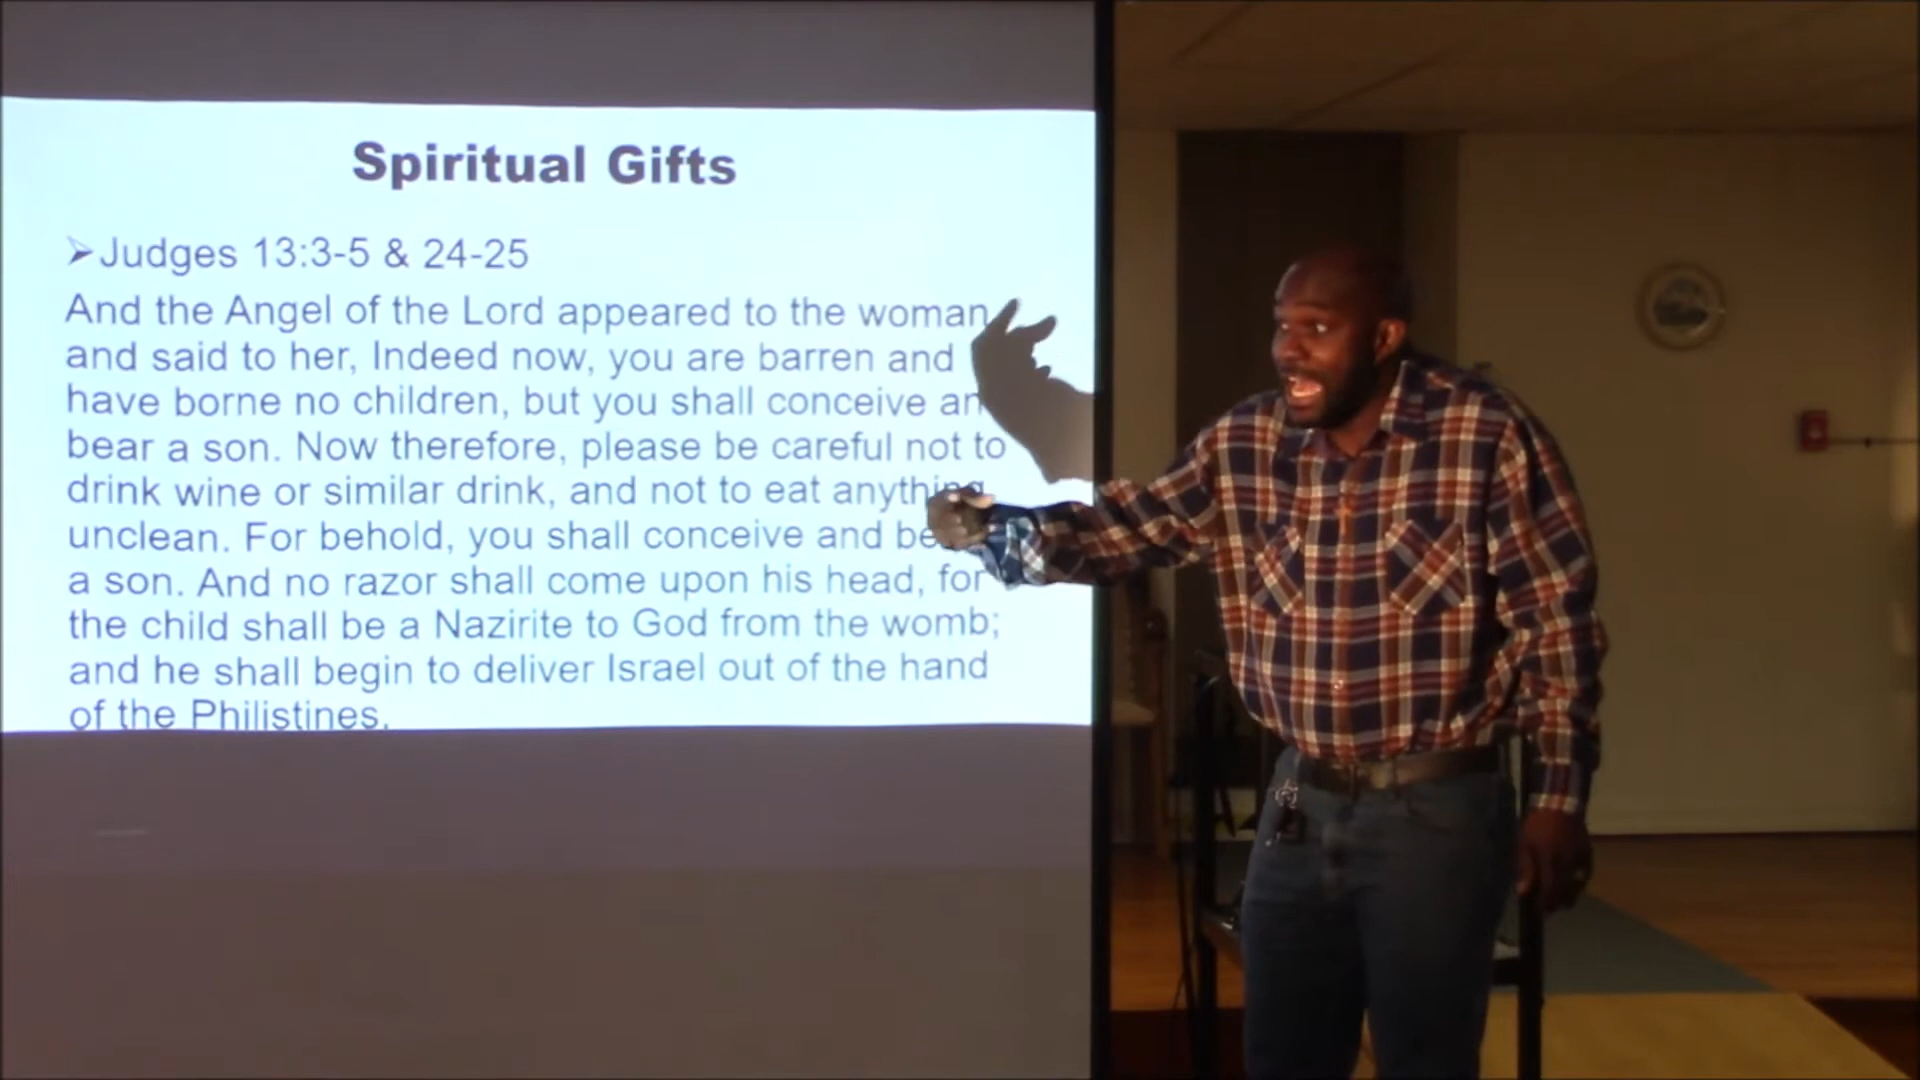 Spiritual Gifts
➢Judges 13:3-5 & 24-25
And the Angel of the Lord appeared to the woman
and said to her, Indeed now, you are barren and
have borne no children, but you shall conceive an
bear a son. Now therefore, please be careful not to
drink wine or similar drink, and not to eat anything
unclean. For behold, you shall conceive and be
a son. And no razor shall come upon his head, for
the child shall be a Nazirite to God from the womb;
and he shall begin to deliver Israel out of the hand
of the Philistines.